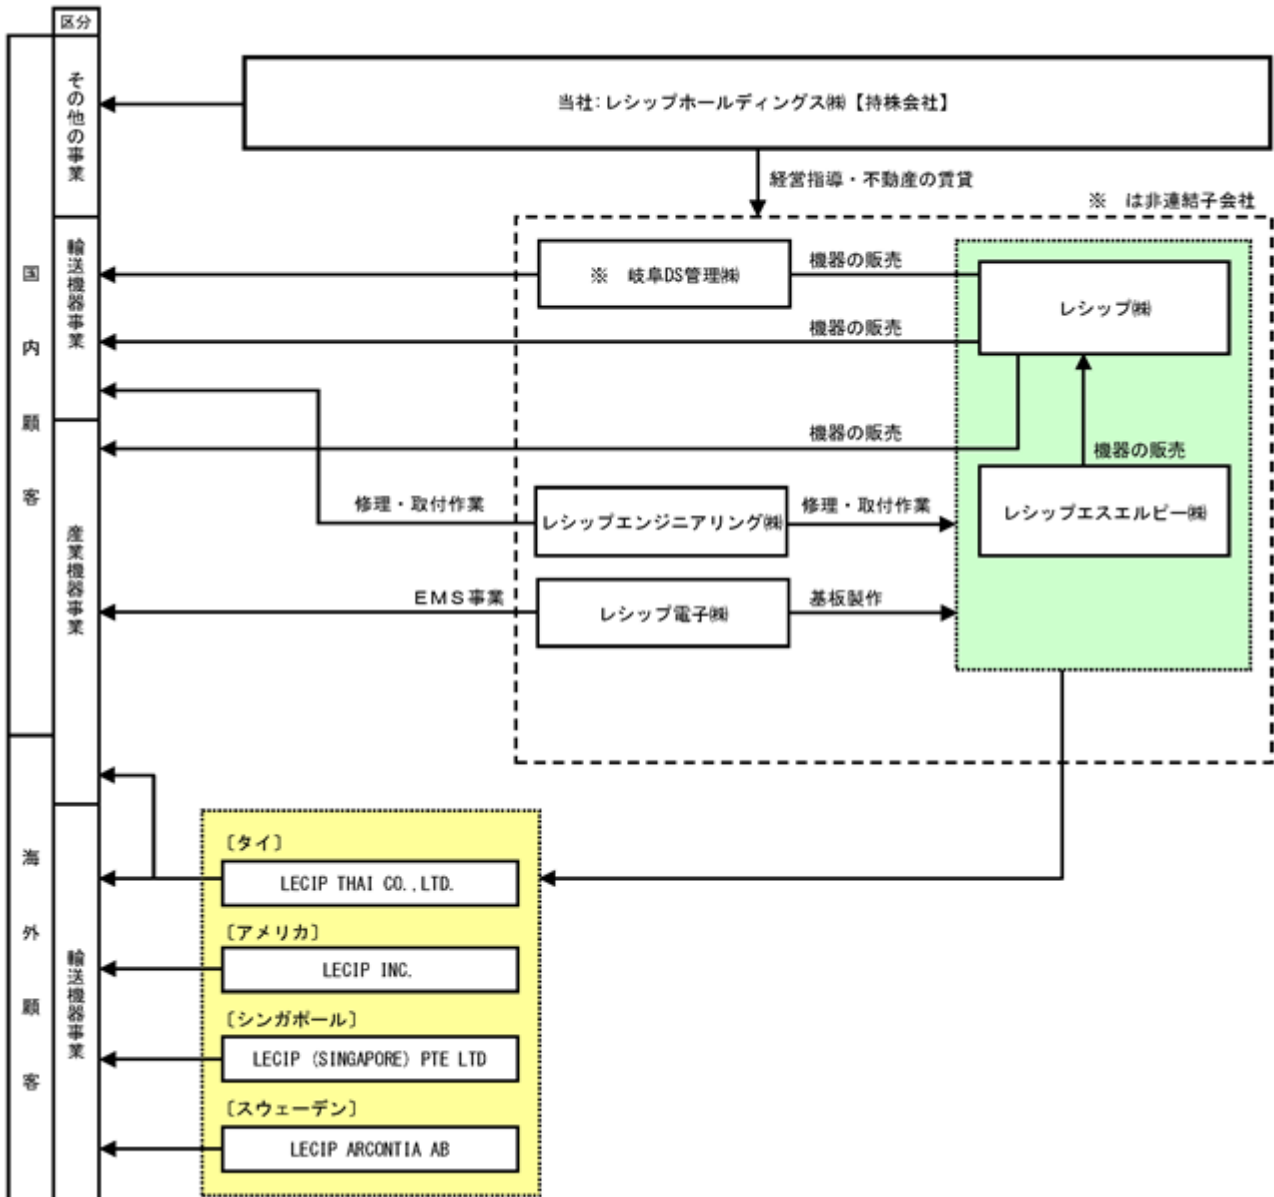 区分
その他の事業
当社：レシップホールディングス㈱【持株会社】
経営指導・不動産の賃貸
※　は非連結子会社
国内顧客
輸送機器事業
※　岐阜DS管理㈱
機器の販売
レシップ㈱
機器の販売
機器の販売
機器の販売
産業機器事業
修理・取付作業
レシップエンジニアリング㈱
修理・取付作業
レシップエスエルピー㈱
ＥＭＳ事業
レシップ電子㈱
基板製作
海外顧客
輸送機器事業
〔タイ〕
LECIP THAI CO.,LTD.
〔アメリカ〕
LECIP INC.
〔シンガポール〕
LECIP (SINGAPORE) PTE LTD
〔スウェーデン〕
LECIP ARCONTIA AB